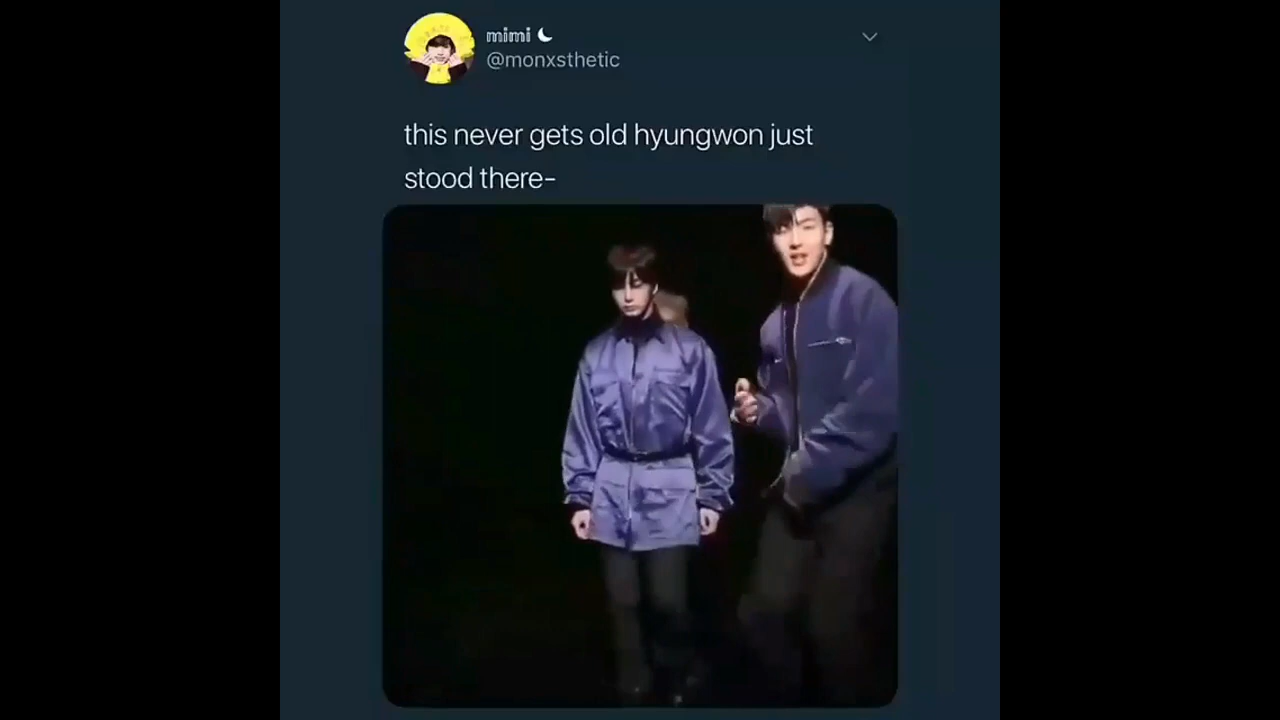 mimi
@monxsthetic
this never gets old hyungwon just
stood there-